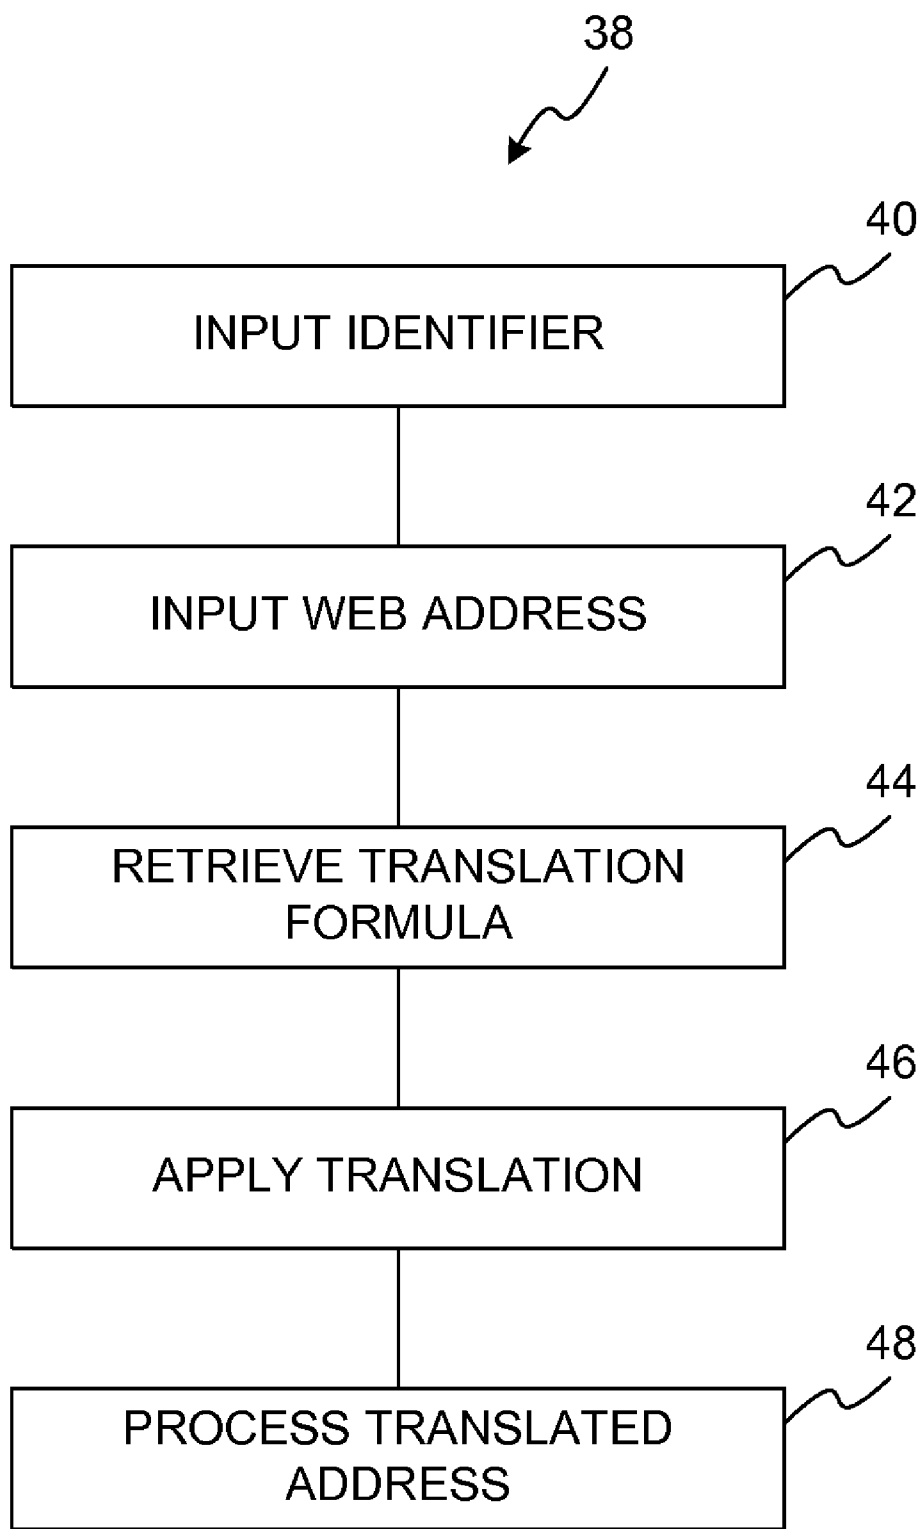 38
40
INPUT IDENTIFIER
42
INPUT WEB ADDRESS
44
RETRIEVE TRANSLATION
FORMULA
46
APPLY TRANSLATION
48
PROCESS TRANSLATED
ADDRESS